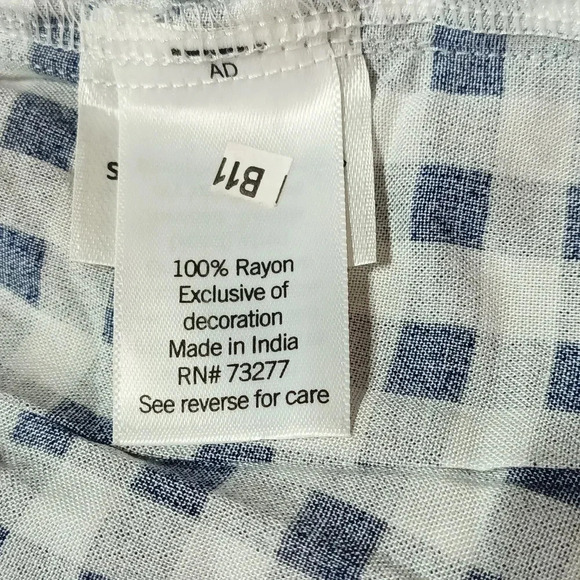 AD
S
B11
100% Rayon
Exclusive of
decoration
Made in India
RN# 73277
See reverse for care